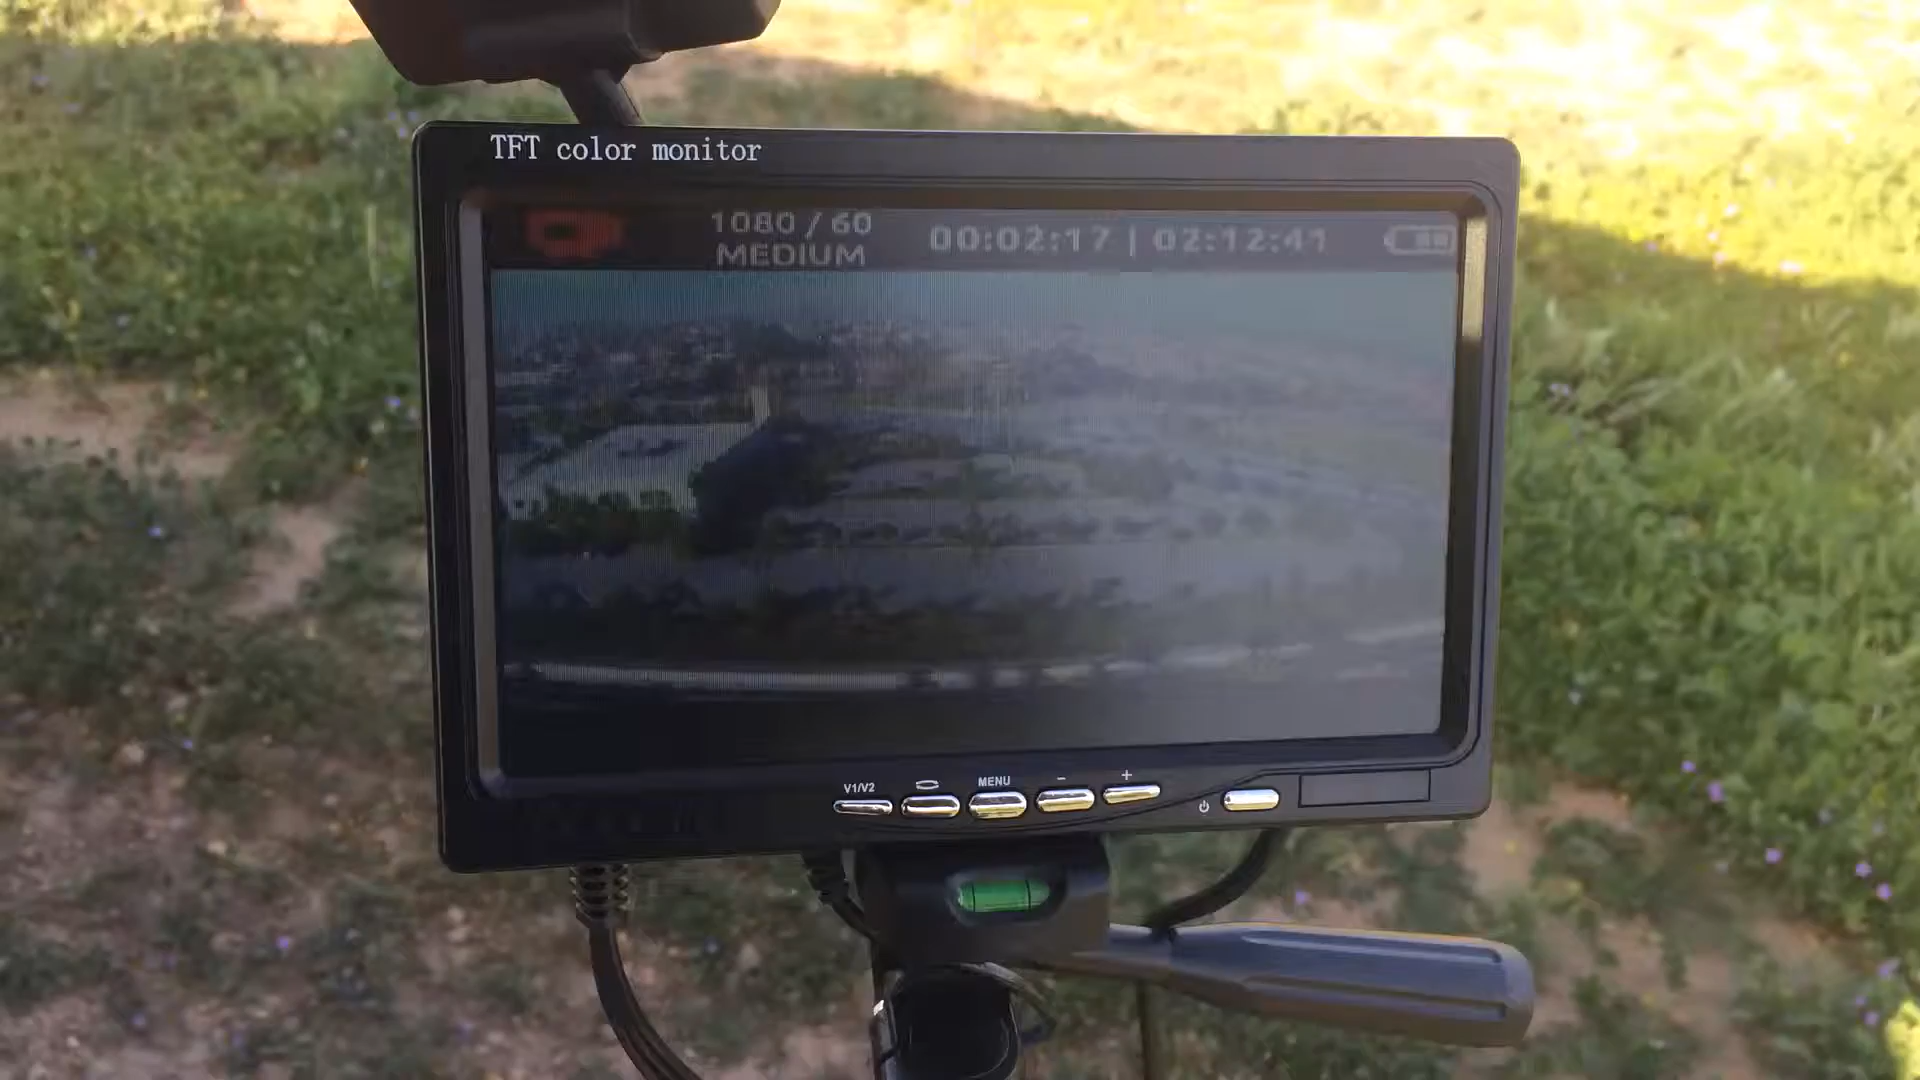 TFT color monitor
1080 / 60
MEDIUM
00:02:17 | 02:12:41
V1/V2
MENU
-
+